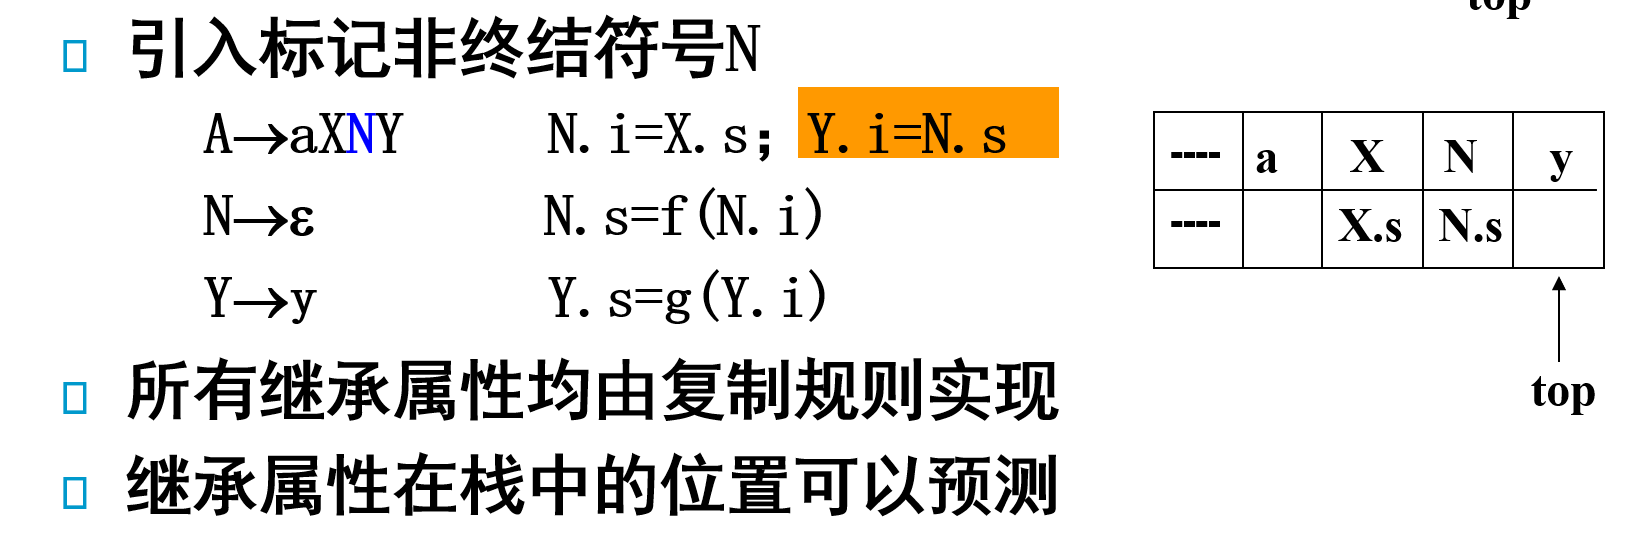 top
引入标记非终结符号N
A→aXNY N.i=X.s; Y.i=N.s
N→ε N.s=f(N.i)
Y→y Y.s=g(Y.i)
所有继承属性均由复制规则实现
继承属性在栈中的位置可以预测
---- a X N y
---- X.s N.s
top